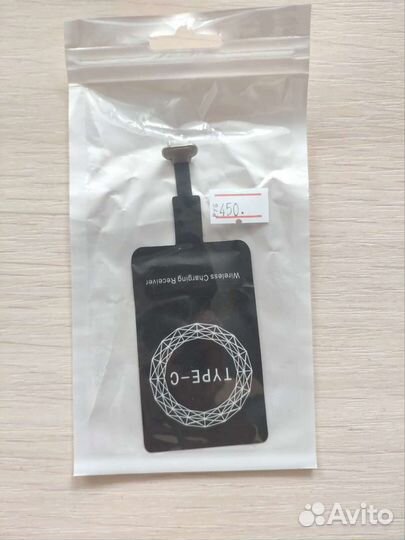 450.
Wireless Charging Receiver
TYPE-C
Avito